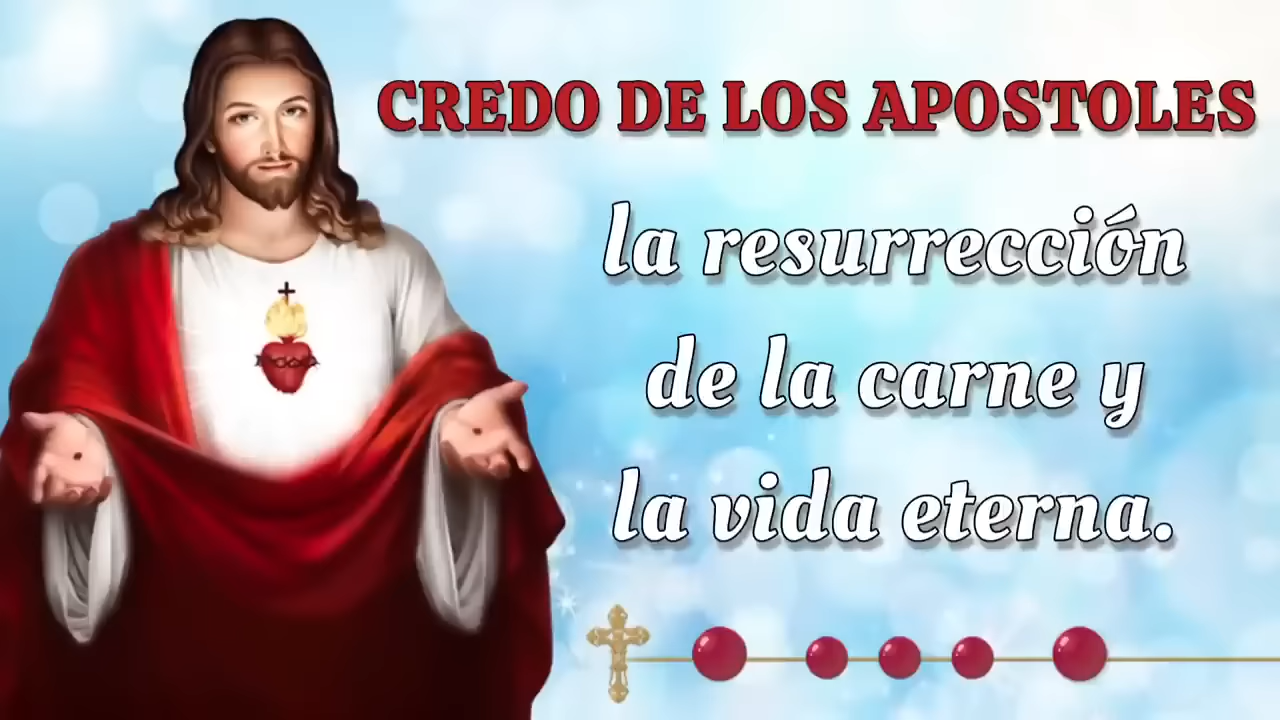 CREDO DE LOS APOSTOLES
la resurrección
de la carne y
la vida eterna.